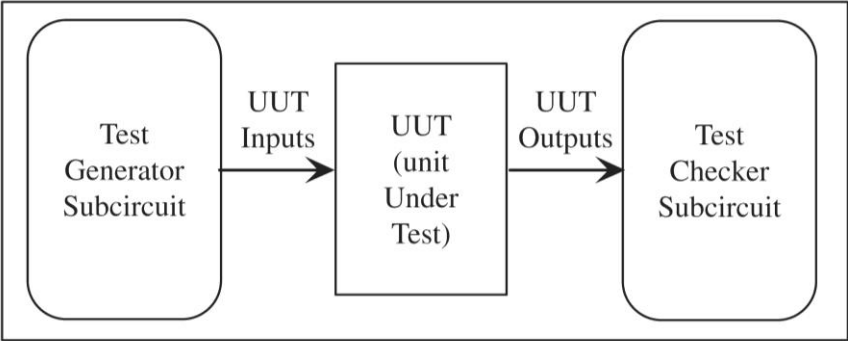 Test
Generator
Subcircuit
UUT
Inputs
UUT
(unit
Under
Test)
UUT
Outputs
Test
Checker
Subcircuit